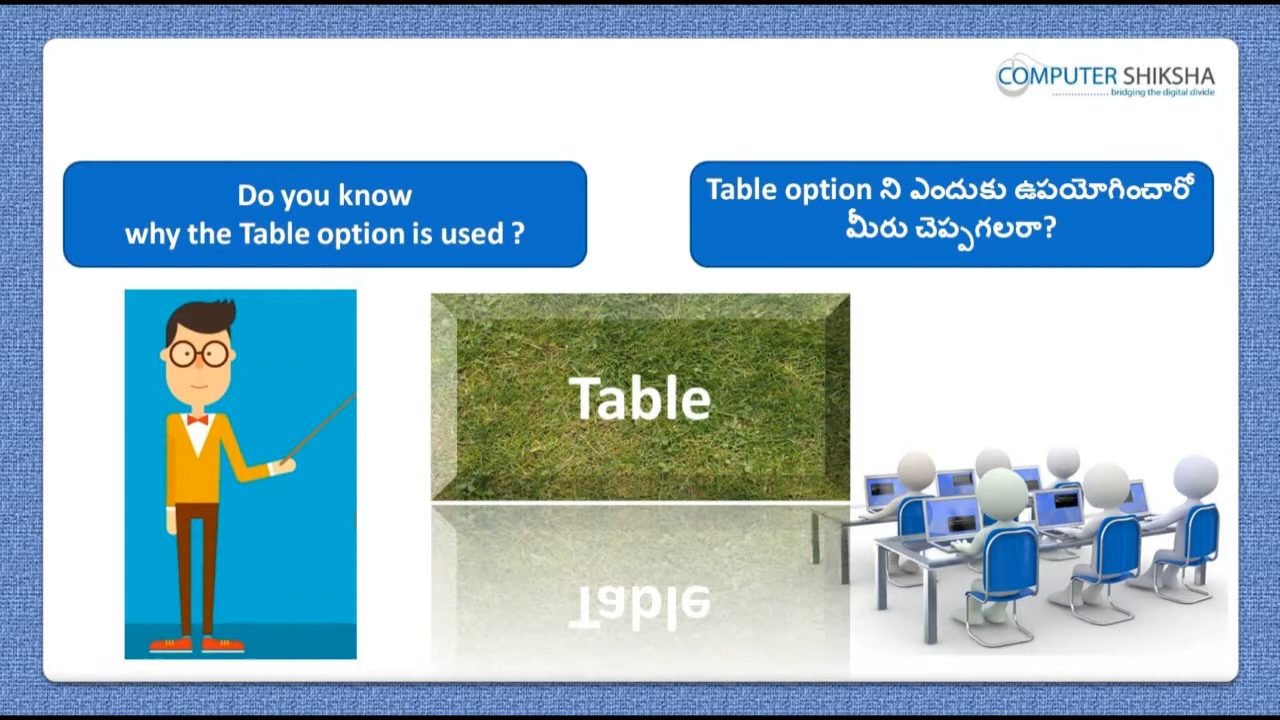 COMPUTER SHIKSHA
bridging the digital divide
Do you know
why the Table option is used ?
Table option ని ఎందుకు ఉపయోగించారో
మీరు చెప్పగలరా?
Table
Table